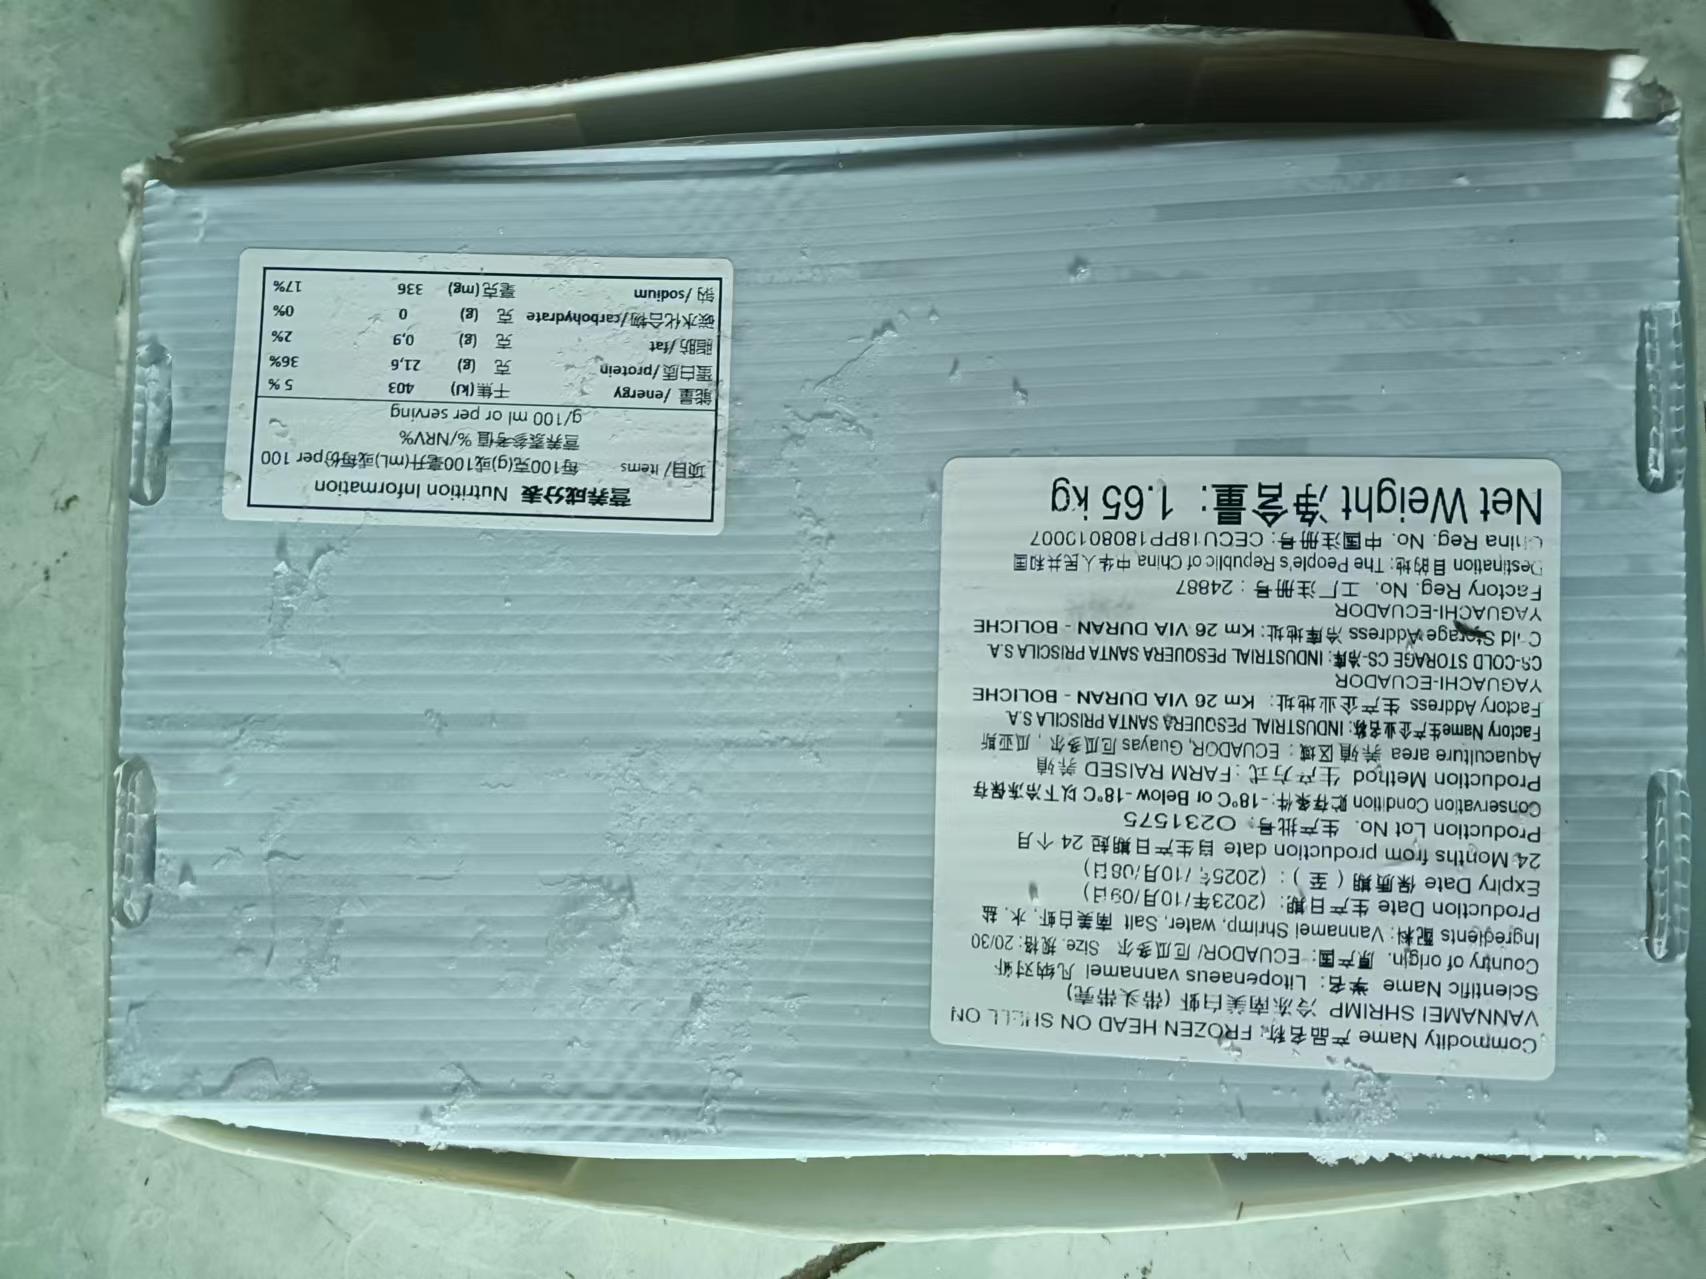 Commodity Name 产品名称: FROZEN HEAD ON SHELL ON
VANNAMEI SHRIMP 冷冻南美白虾 (带头带壳)
Scientific Name 学名: Litopenaeus vannamei 凡纳对虾
Country of origin. 原产国: ECUADOR/ 厄瓜多尔 Size. 规格: 20/30
Ingredients 配料: Vannamei Shrimp, water, Salt 南美白虾, 水, 盐
Production Date 生产日期: (2023年/10月/09日)
Expiry Date 保质期 (至): (2025年/10月/08日)
24 Months from production date 自生产日期起 24 个月
Production Lot No. 生产批号: O231575
Conservation Condition 贮存条件: -18°C or Below -18°C 以下冷冻保存
Production Method 生产方式: FARM RAISED 养殖
Aquaculture area 养殖区域: ECUADOR, Guayas 厄瓜多尔, 瓜亚斯
Factory Name生产企业名称: INDUSTRIAL PESQUERA SANTA PRISCILA S.A.
Factory Address 生产企业地址: Km 26 VIA DURAN - BOLICHE
YAGUACHI-ECUADOR
CS-COLD STORAGE CS-冷库: INDUSTRIAL PESQUERA SANTA PRISCILA S.A.
Cold Storage Address 冷库地址: Km 26 VIA DURAN - BOLICHE
YAGUACHI-ECUADOR
Factory Reg. No. 工厂注册号: 24887
Destination 目的地: The People's Republic of China 中华人民共和国
China Reg. No. 中国注册号: CECU18PP1808010007
Net Weight 净含量: 1.65 kg
营养成分表 Nutrition Information
项目/ items 每100克(g)或100毫升(mL)或每份per 100
营养素参考值 %/NRV%
g/100 ml or per serving
能量 /energy 千焦(kJ) 403 5 %
蛋白质/protein 克 (g) 21,6 36%
脂肪/fat 克 (g) 0,9 2%
碳水化合物/carbohydrate 克 (g) 0 0%
钠 /sodium 毫克(mg) 336 17%